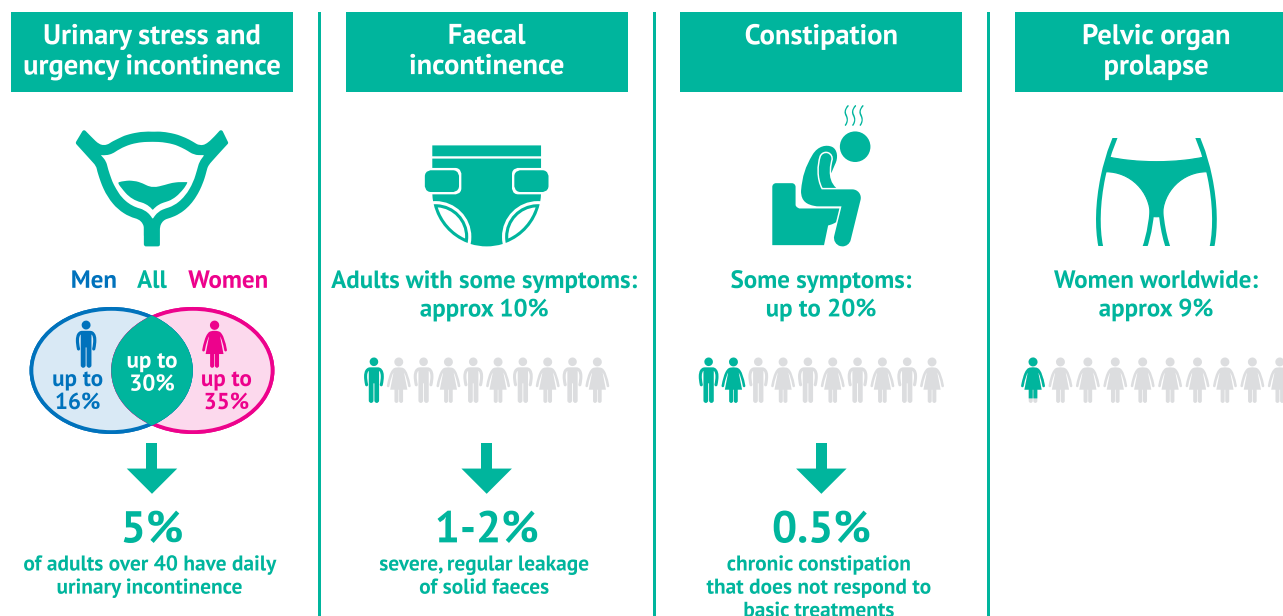 Urinary stress and
urgency incontinence
Men All Women
up to
16%
up to
30%
up to
35%
5%
of adults over 40 have daily
urinary incontinence
Faecal
incontinence
Adults with some symptoms:
approx 10%
1-2%
severe, regular leakage
of solid faeces
Constipation
Some symptoms:
up to 20%
0.5%
chronic constipation
that does not respond to
basic treatments
Pelvic organ
prolapse
Women worldwide:
approx 9%